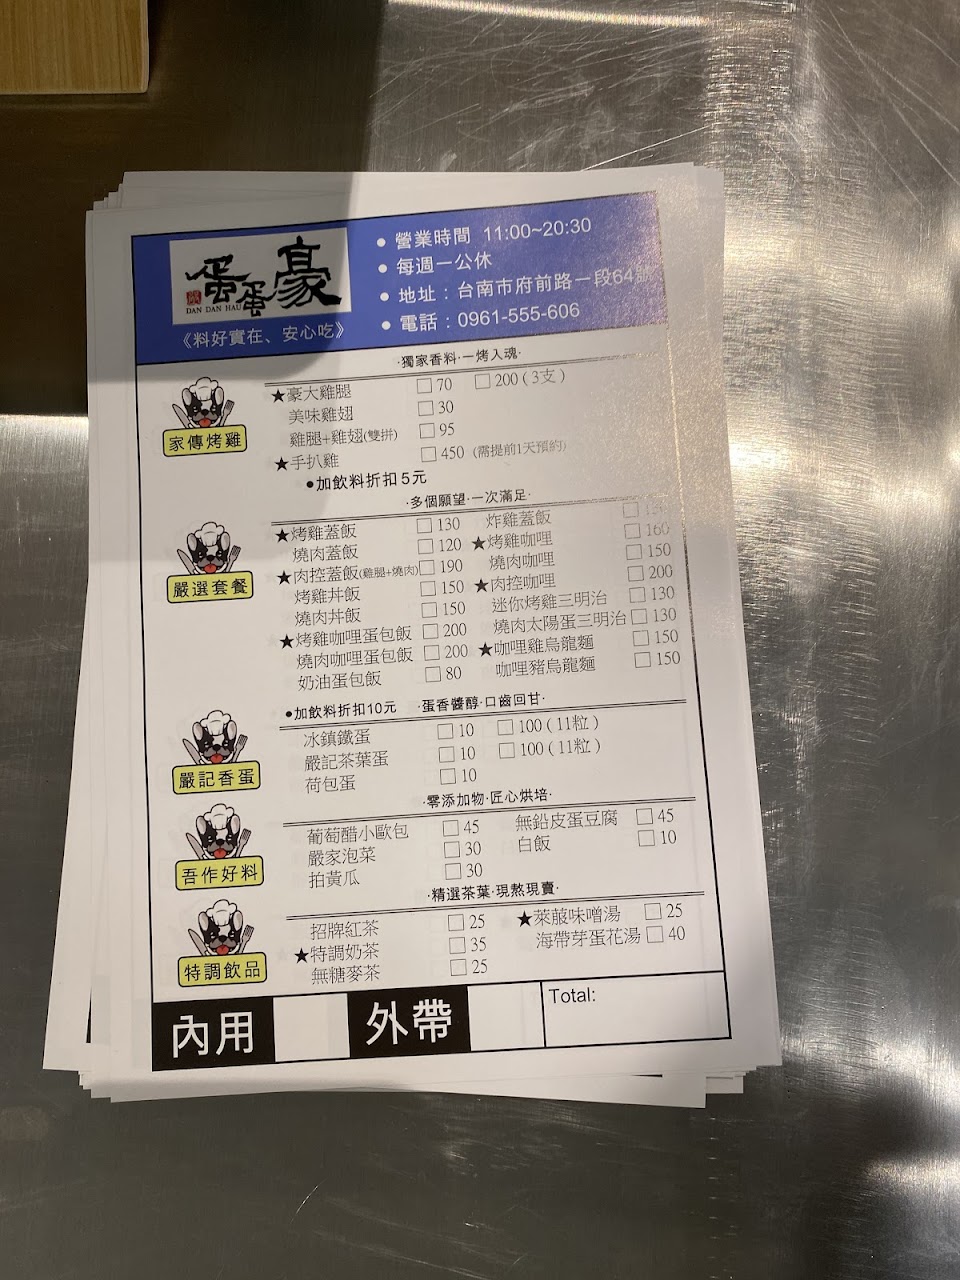 蛋蛋豪
DAN DAN HAU
《料好實在、安心吃》
● 營業時間 11:00~20:30
● 每週一公休
● 地址：台南市府前路一段64號
● 電話：0961-555-606
·獨家香料·一烤入魂·
家傳烤雞
★豪大雞腿 □ 70 □ 200 ( 3支 )
美味雞翅 □ 30
雞腿+雞翅(雙拼) □ 95
★手扒雞 □ 450 (需提前1天預約)
●加飲料折扣 5元
·多個願望·一次滿足·
嚴選套餐
★烤雞蓋飯 □ 130
燒肉蓋飯 □ 120
★肉控蓋飯(雞腿+燒肉) □ 190
烤雞丼飯 □ 150
燒肉丼飯 □ 150
★烤雞咖哩蛋包飯 □ 200
燒肉咖哩蛋包飯 □ 200
奶油蛋包飯 □ 80
炸雞蓋飯 □
★烤雞咖哩 □ 160
燒肉咖哩 □ 150
★肉控咖哩 □ 200
迷你烤雞三明治 □ 130
燒肉太陽蛋三明治 □ 130
★咖哩雞烏龍麵 □ 150
咖哩豬烏龍麵 □ 150
●加飲料折扣10元 ·蛋香醬醇·口齒回甘·
嚴記香蛋
冰鎮鐵蛋 □ 10 □ 100 ( 11粒 )
嚴記茶葉蛋 □ 10 □ 100 ( 11粒 )
荷包蛋 □ 10
·零添加物·匠心烘培·
吾作好料
葡萄醋小歐包 □ 45
嚴家泡菜 □ 30
拍黃瓜 □ 30
無鉛皮蛋豆腐 □ 45
白飯 □ 10
·精選茶葉·現熬現賣·
特調飲品
招牌紅茶 □ 25
★特調奶茶 □ 35
無糖麥茶 □ 25
★萊菔味噌湯 □ 25
海帶芽蛋花湯 □ 40
內用 外帶 Total: